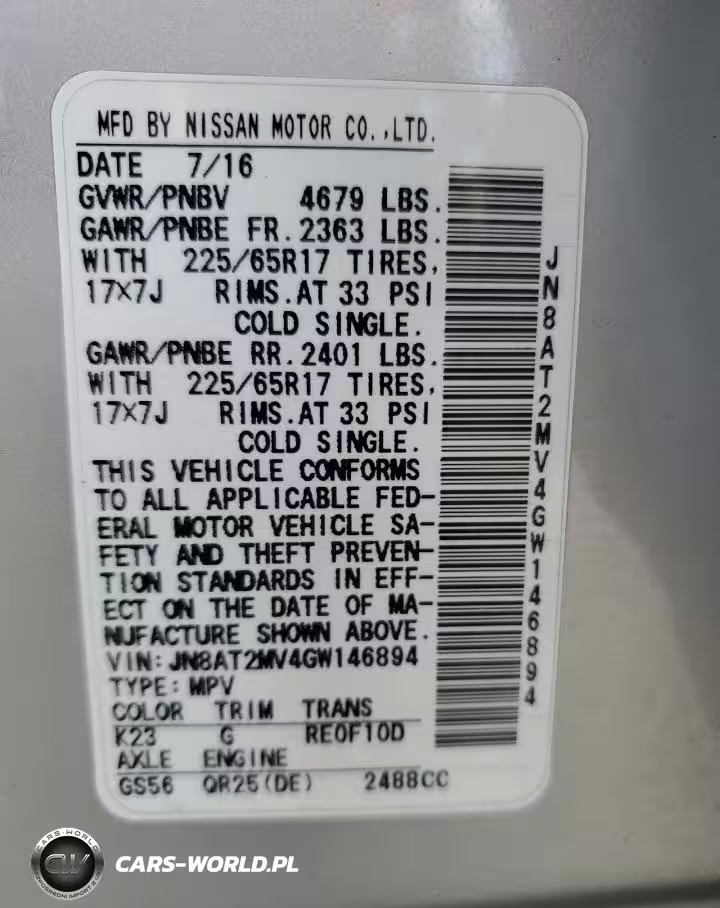 MFD BY NISSAN MOTOR CO.,LTD.
DATE 7/16
GVWR/PNBV 4679 LBS.
GAWR/PNBE FR.2363 LBS.
WITH 225/65R17 TIRES,
17×7J RIMS.AT 33 PSI
COLD SINGLE.
GAWR/PNBE RR.2401 LBS.
WITH 225/65R17 TIRES,
17×7J RIMS.AT 33 PSI
COLD SINGLE.
THIS VEHICLE CONFORMS
TO ALL APPLICABLE FED-
ERAL MOTOR VEHICLE SA-
FETY AND THEFT PREVEN-
TION STANDARDS IN EFF-
ECT ON THE DATE OF MA-
NUFACTURE SHOWN ABOVE.
VIN:JN8AT2MV4GW146894
TYPE:MPV
COLOR TRIM TRANS
K23 G RE0F10D
AXLE ENGINE
GS56 QR25(DE) 2488CC
JN8AT2MV4GW146894
CARS-WORLD
CW
CARS-WORLD.PL